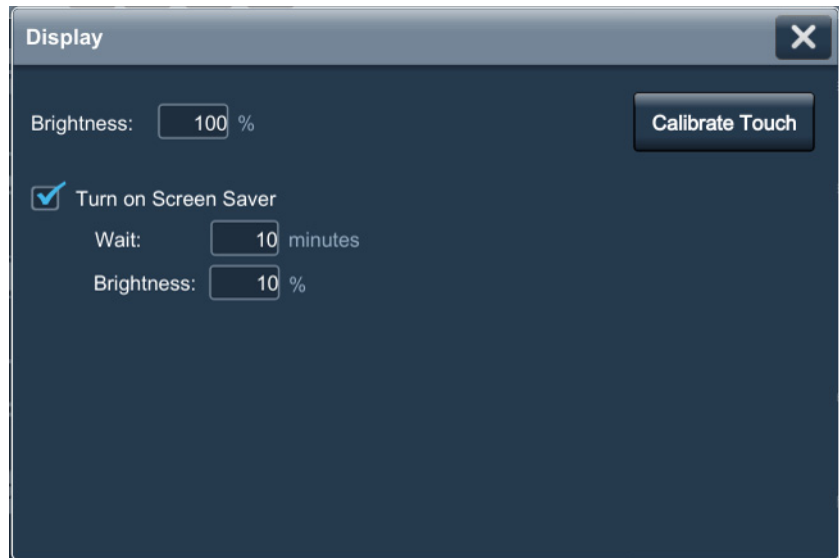 Display
Brightness: 100 %
Calibrate Touch
Turn on Screen Saver
Wait: 10 minutes
Brightness: 10 %